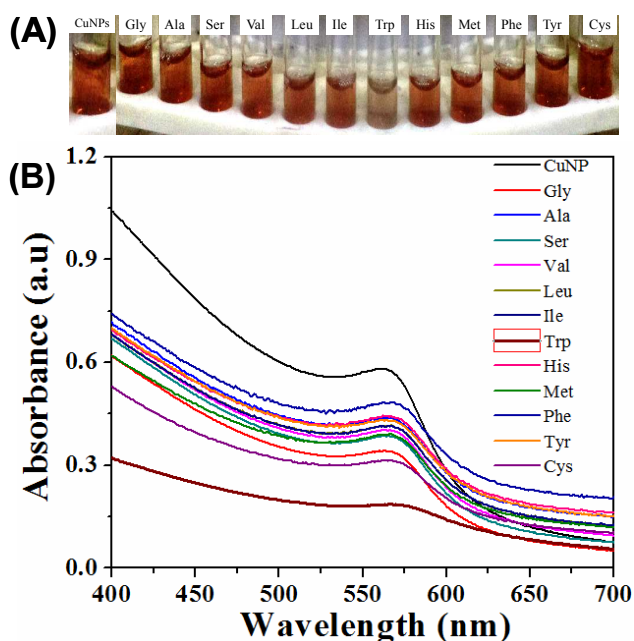 (A)
CuNPs Gly Ala Ser Val Leu Ile Trp His Met Phe Tyr Cys
(B)
1.2
0.9
0.6
0.3
0.0
Absorbance (a.u)
CuNP
Gly
Ala
Ser
Val
Leu
Ile
Trp
His
Met
Phe
Tyr
Cys
400 450 500 550 600 650 700
Wavelength (nm)